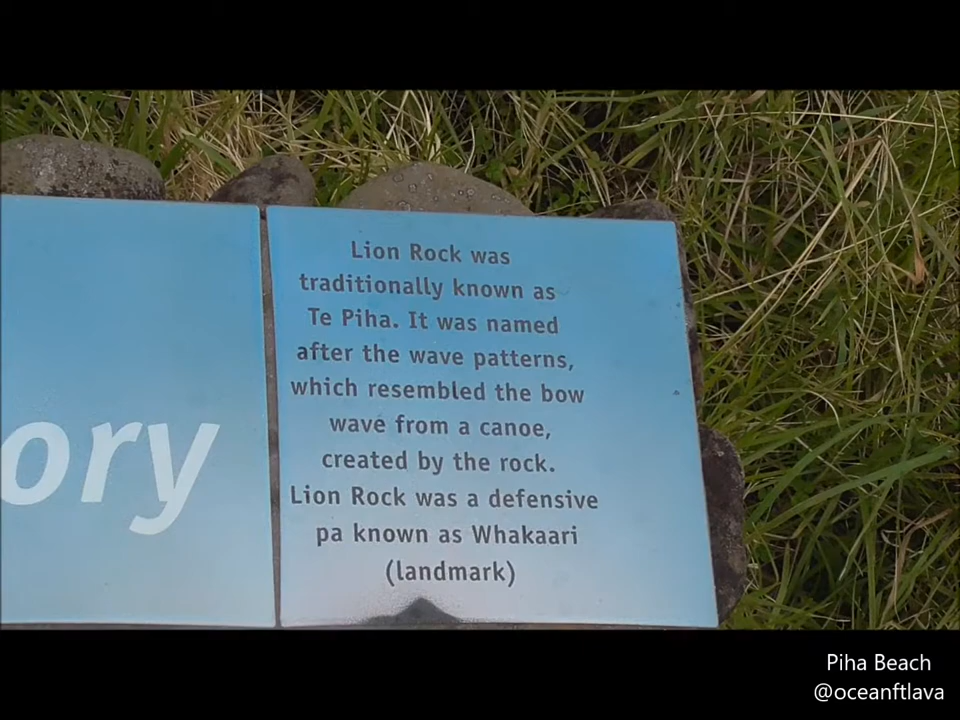 ory
Lion Rock was
traditionally known as
Te Piha. It was named
after the wave patterns,
which resembled the bow
wave from a canoe,
created by the rock.
Lion Rock was a defensive
pa known as Whakaari
(landmark)
Piha Beach
@oceanftlava